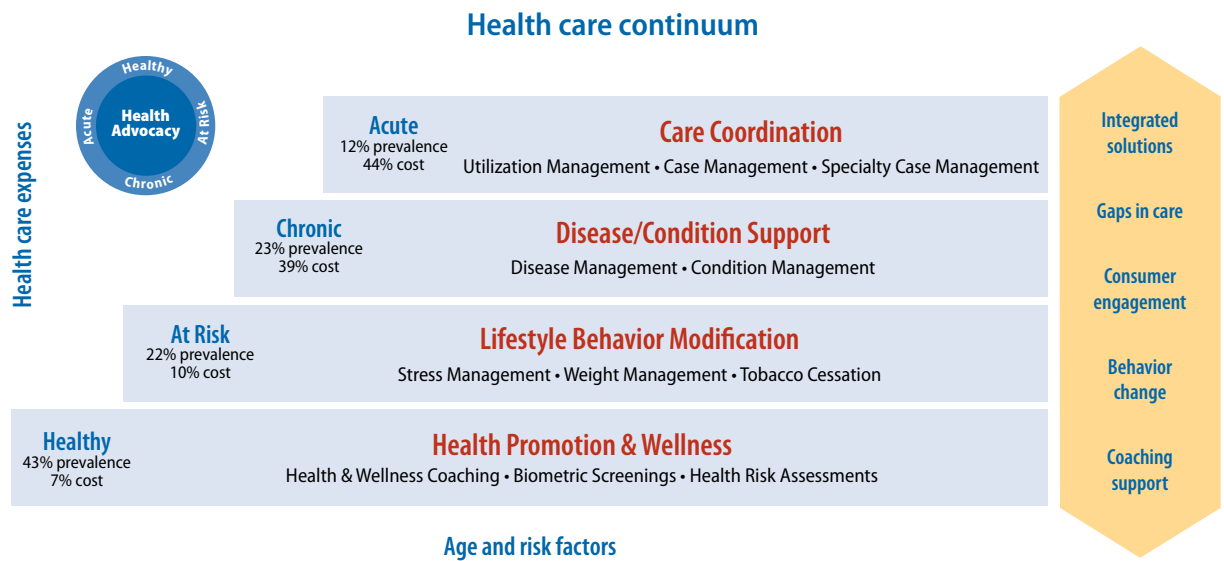 Health care continuum
Healthy
Acute
Health
Advocacy
At Risk
Chronic
Health care expenses
Acute
12% prevalence
44% cost
Care Coordination
Utilization Management • Case Management • Specialty Case Management
Chronic
23% prevalence
39% cost
Disease/Condition Support
Disease Management • Condition Management
At Risk
22% prevalence
10% cost
Lifestyle Behavior Modification
Stress Management • Weight Management • Tobacco Cessation
Healthy
43% prevalence
7% cost
Health Promotion & Wellness
Health & Wellness Coaching • Biometric Screenings • Health Risk Assessments
Age and risk factors
Integrated
solutions
Gaps in care
Consumer
engagement
Behavior
change
Coaching
support